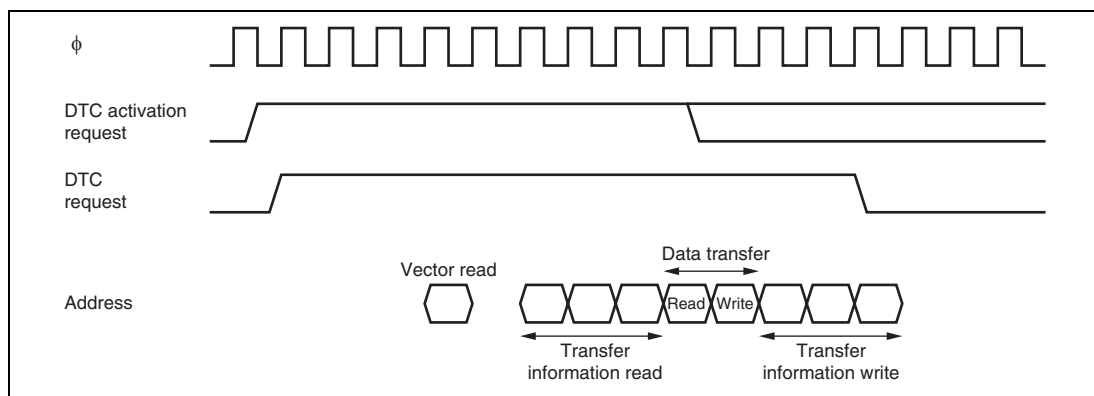 ϕ
DTC activation
request
DTC
request
Address
Vector read
Data transfer
Read
Write
Transfer
information read
Transfer
information write